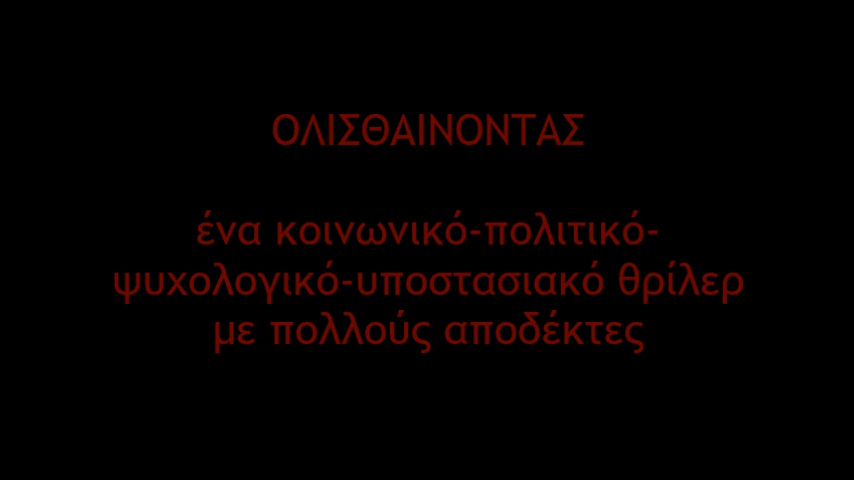 ΟΛΙΣΘΑΙΝΟΝΤΑΣ
ένα κοινωνικό-πολιτικό-
ψυχολογικό-υποστασιακό θρίλερ
με πολλούς αποδέκτες